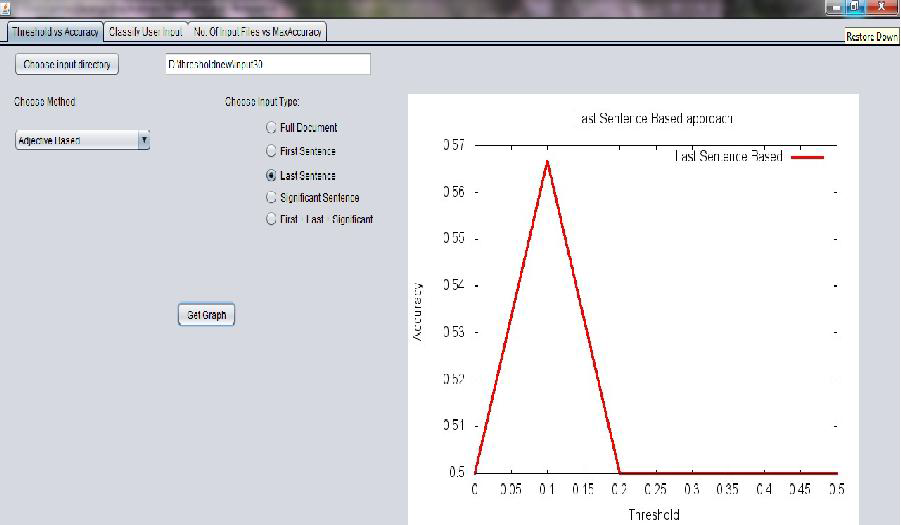 Threshold vs Accuracy Classify User Input No. Of Input Files vs MaxAccuracy
Restore Down
Choose input directory D:\thresholdnew\input30
Choose Method: Choose Input Type:
Adjective Based
Full Document
First Sentence
Last Sentence
Significant Sentence
First + Last + Significant
Get Graph
Last Sentence Based approach
Last Sentence Based
0.57
0.56
0.55
0.54
0.53
0.52
0.51
0.5
Accuracy
0 0.05 0.1 0.15 0.2 0.25 0.3 0.35 0.4 0.45 0.5
Threshold